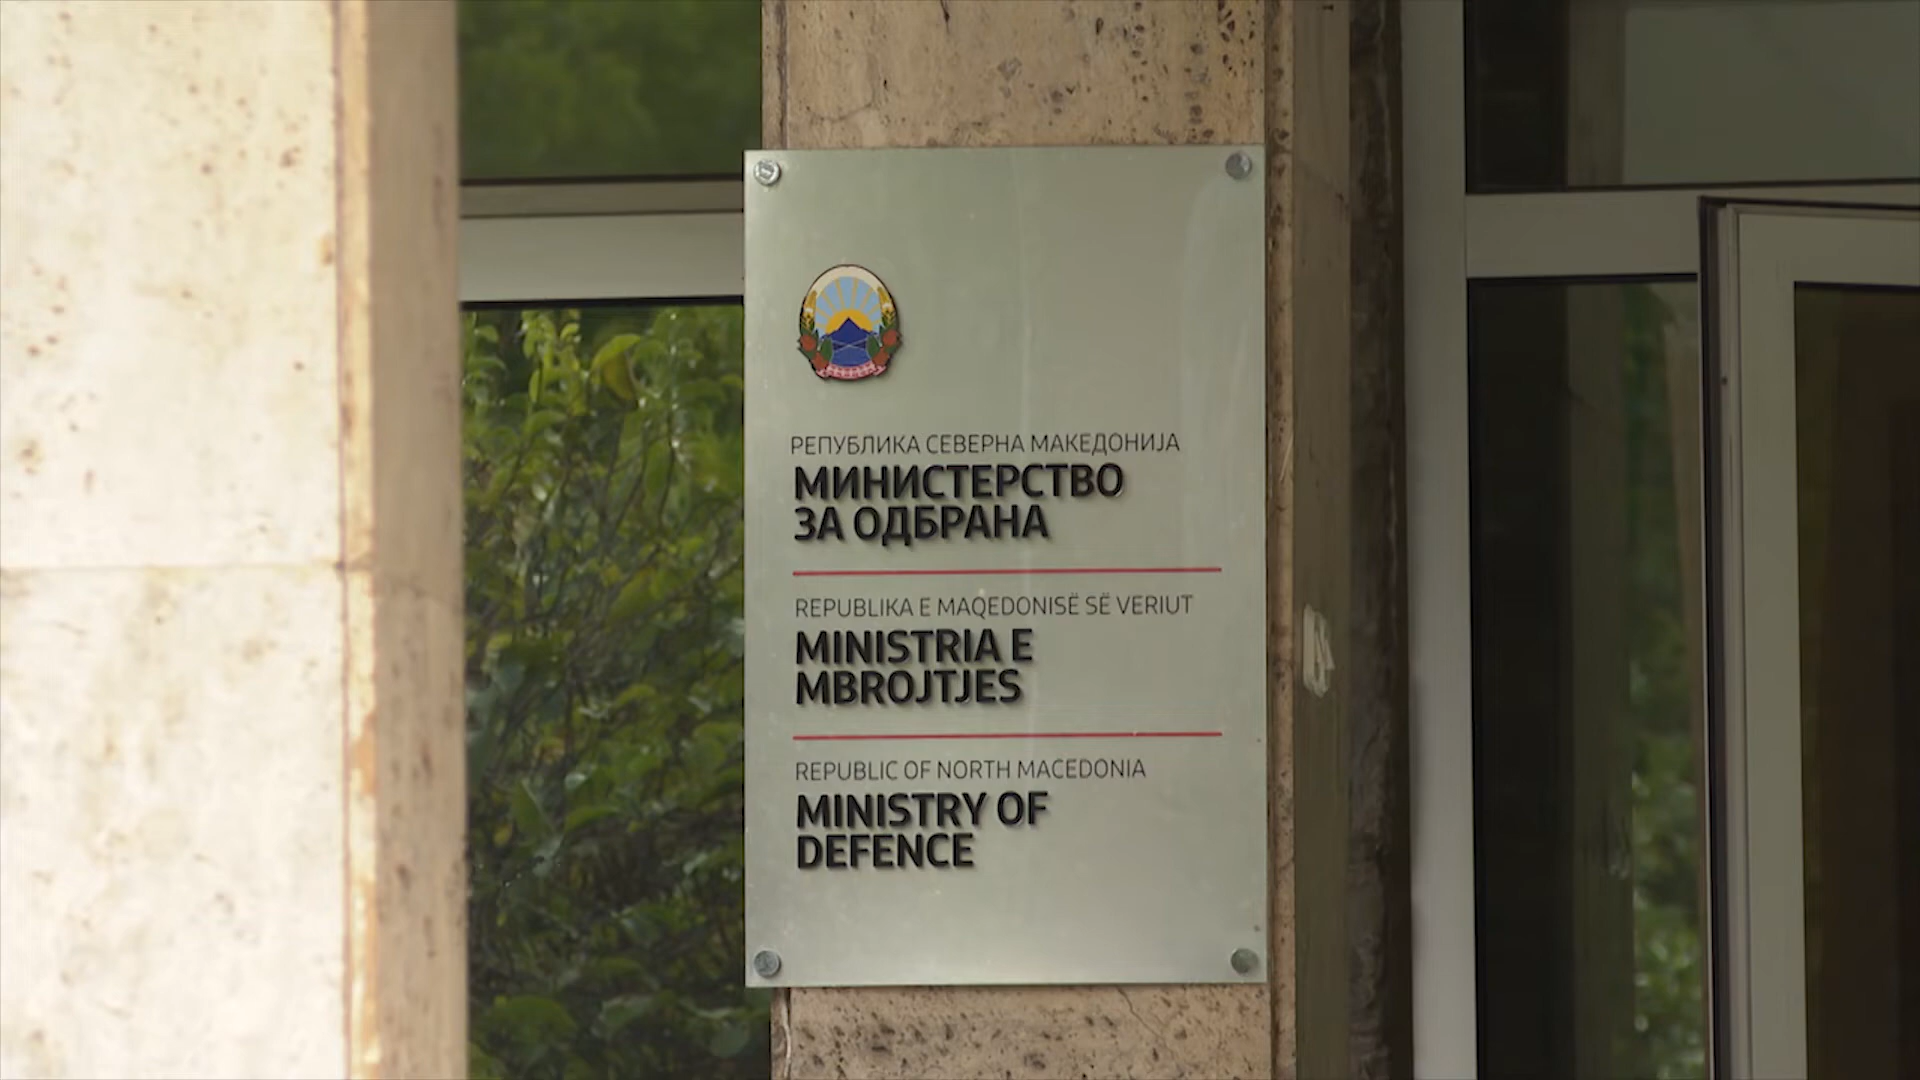 РЕПУБЛИКА СЕВЕРНА МАКЕДОНИЈА
МИНИСТЕРСТВО
ЗА ОДБРАНА
REPUBLIKA E MAQEDONISË SË VERIUT
MINISTRIA E
MBROJTJES
REPUBLIC OF NORTH MACEDONIA
MINISTRY OF
DEFENCE